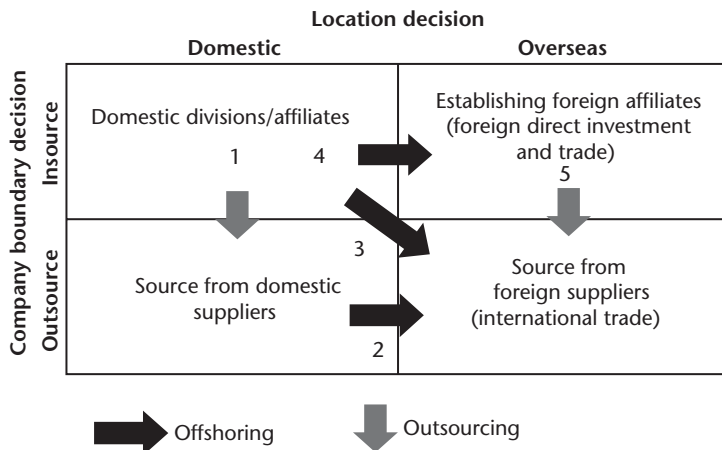 Location decision
Domestic Overseas
Company boundary decision
Insource
Outsource
Domestic divisions/affiliates
1 4
Establishing foreign affiliates
(foreign direct investment
and trade)
5
3
Source from domestic
suppliers
2
Source from
foreign suppliers
(international trade)
Offshoring Outsourcing